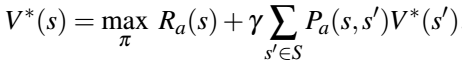 V*(s) = max_π R_a(s) + γ ∑_{s′∈S} P_a(s,s′)V*(s′)